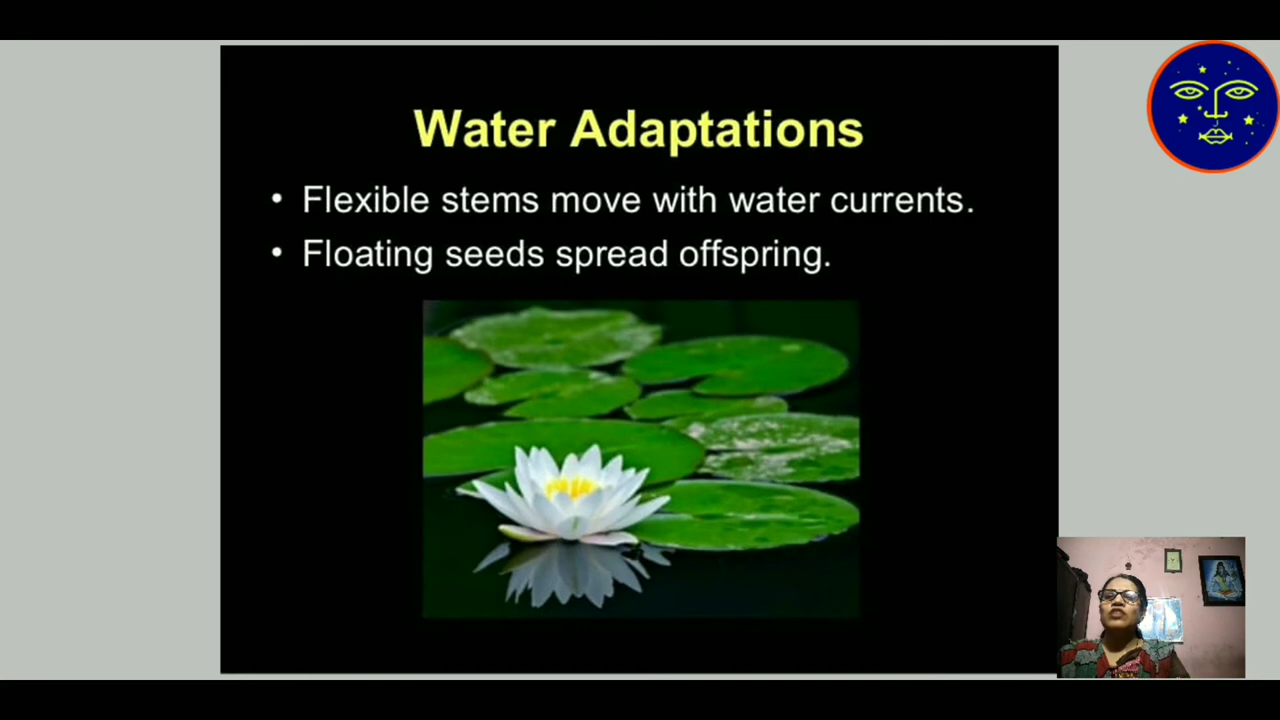 Water Adaptations
• Flexible stems move with water currents.
• Floating seeds spread offspring.